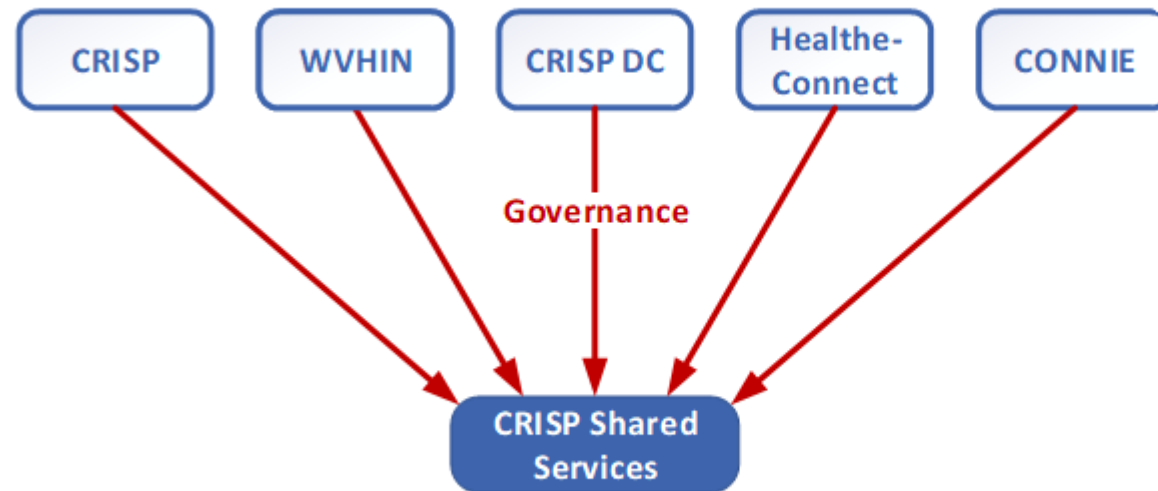 CRISP
WVHIN
CRISP DC
Healthe-
Connect
CONNIE
Governance
CRISP Shared
Services